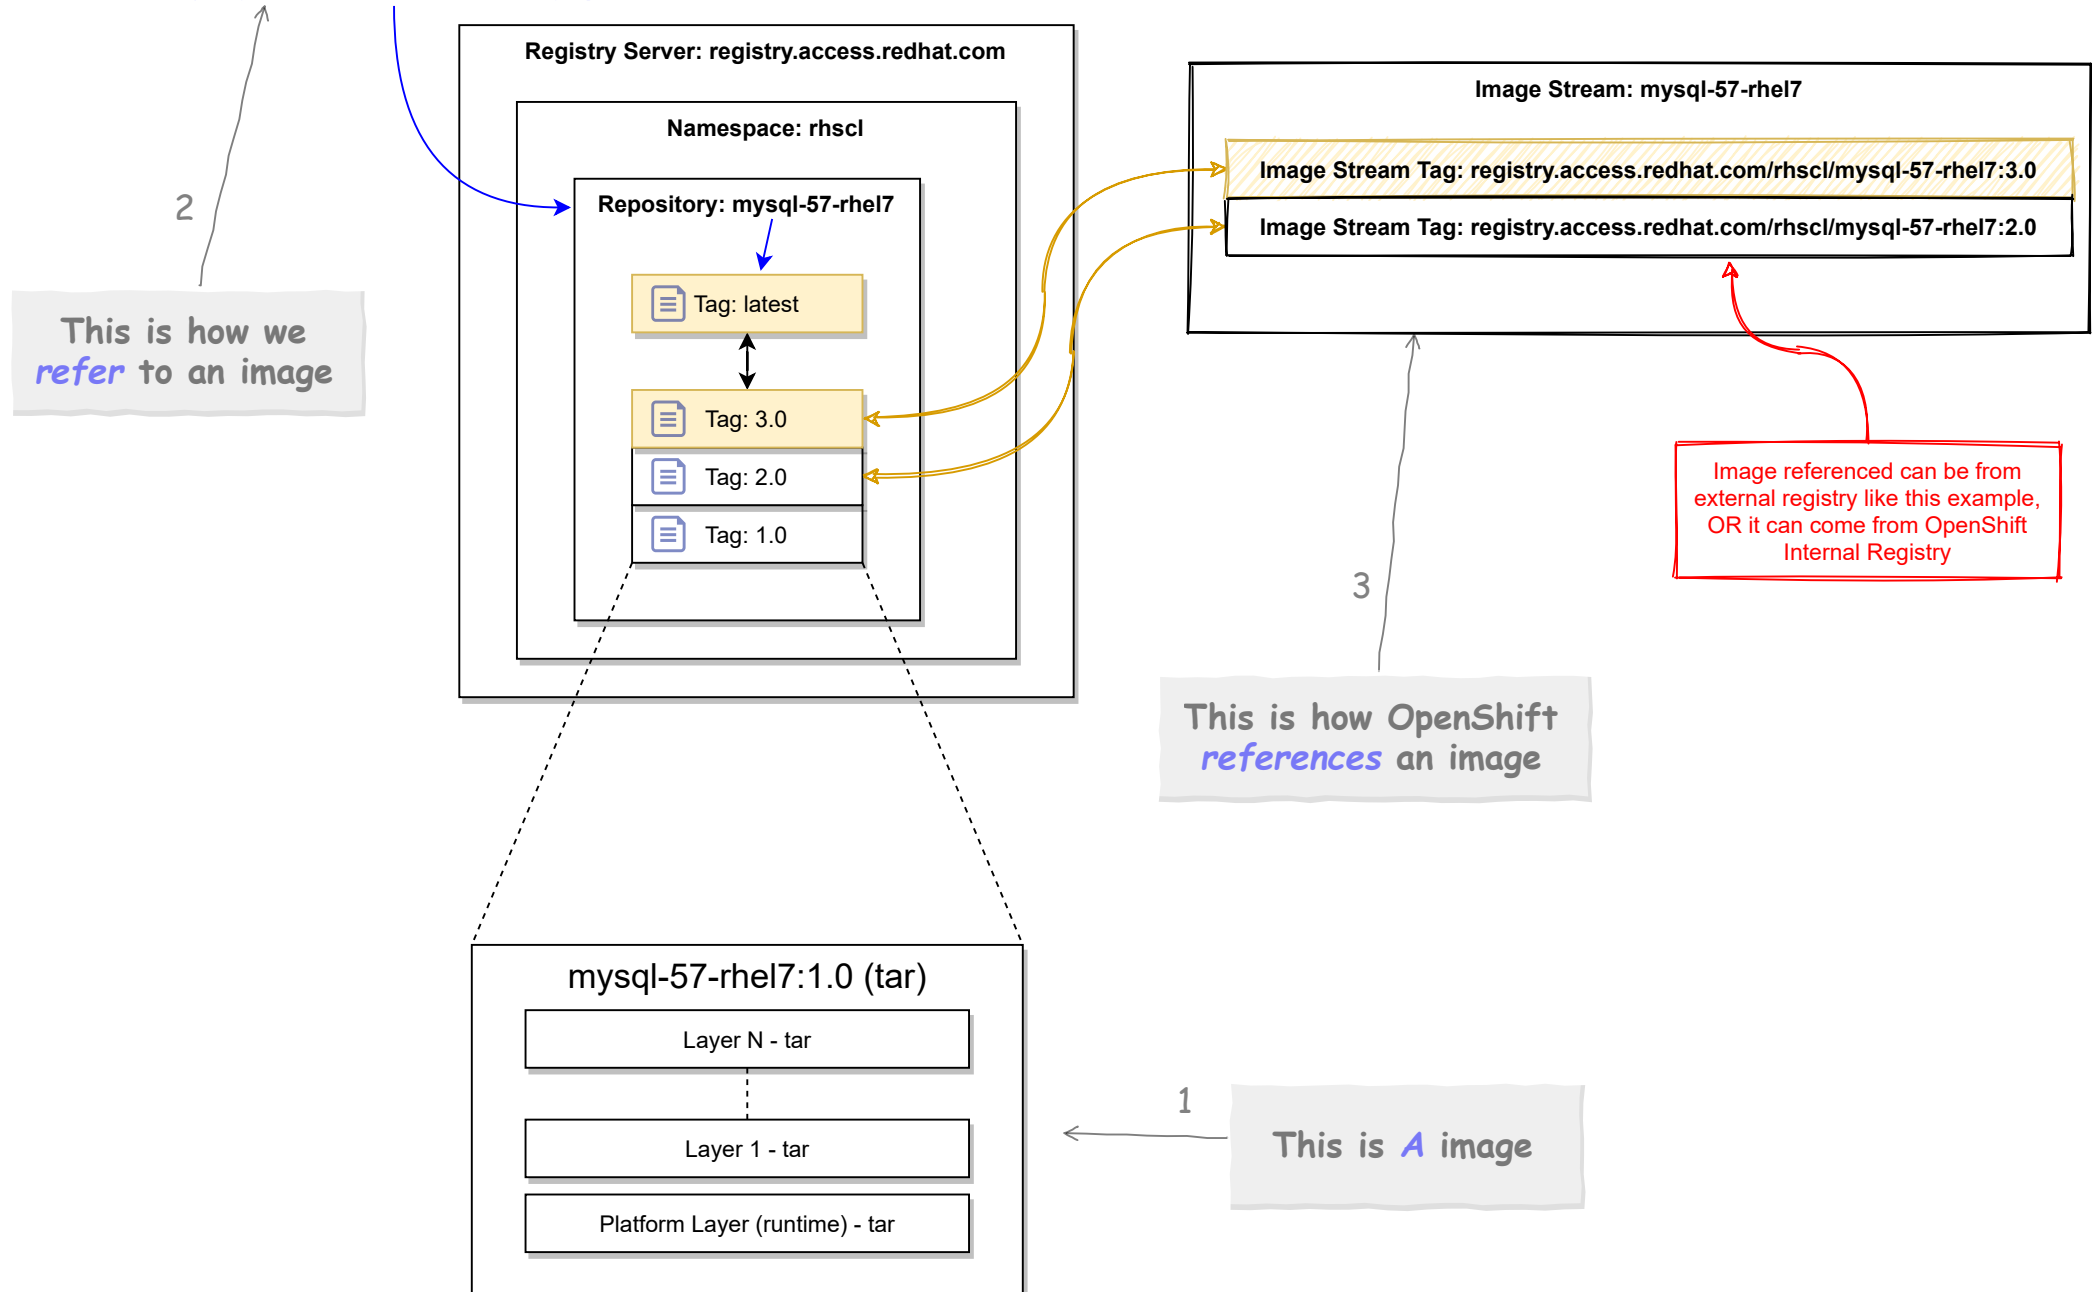 Registry Server: registry.access.redhat.com
Namespace: rhscl
Repository: mysql-57-rhel7
Tag: latest
Tag: 3.0
Tag: 2.0
Tag: 1.0
Image Stream: mysql-57-rhel7
Image Stream Tag: registry.access.redhat.com/rhscl/mysql-57-rhel7:3.0
Image Stream Tag: registry.access.redhat.com/rhscl/mysql-57-rhel7:2.0
2
This is how we
refer to an image
Image referenced can be from
external registry like this example,
OR it can come from OpenShift
Internal Registry
3
This is how OpenShift
references an image
mysql-57-rhel7:1.0 (tar)
Layer N - tar
Layer 1 - tar
Platform Layer (runtime) - tar
1
This is A image